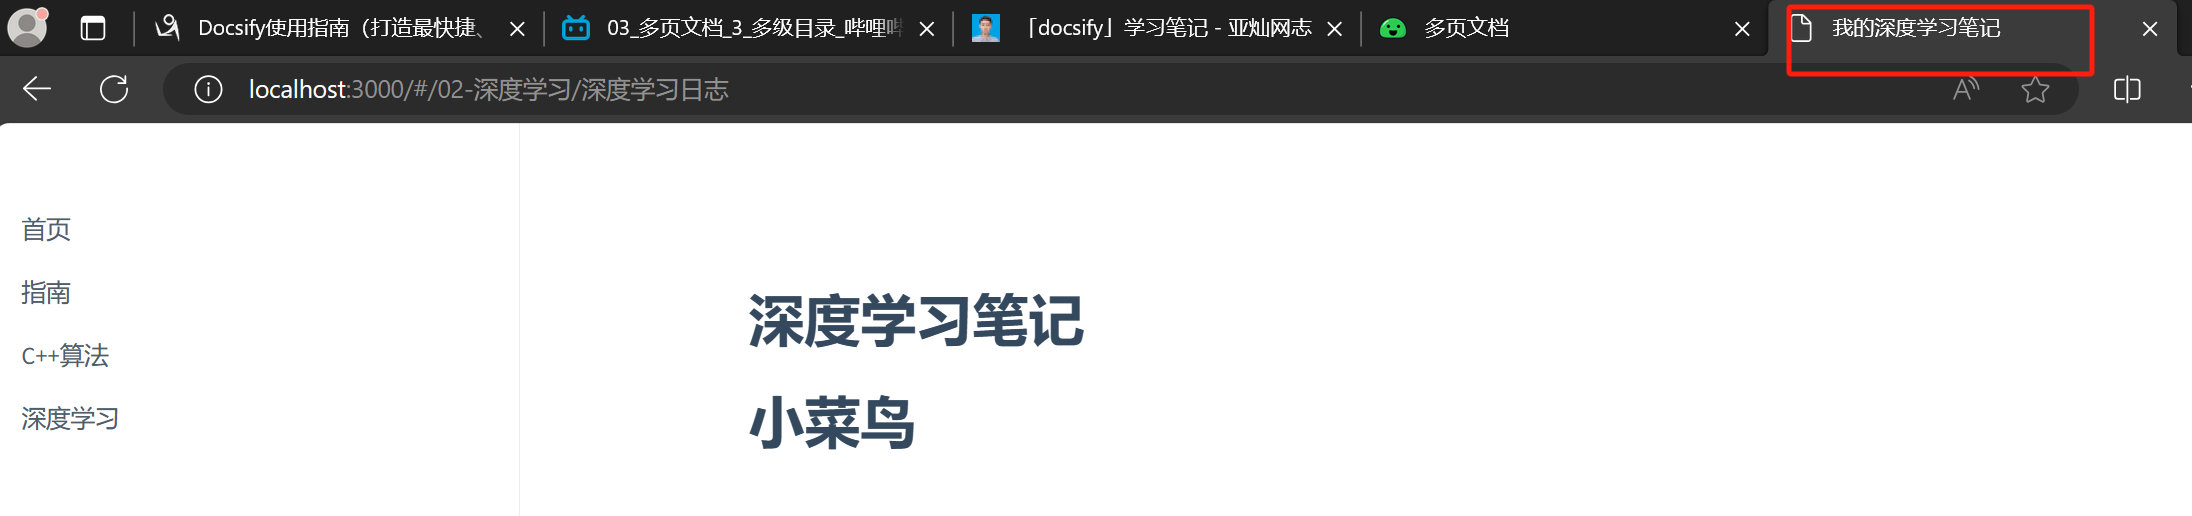 Docsify使用指南（打造最快捷、
03_多页文档_3_多级目录_哔哩哔
「docsify」学习笔记 - 亚灿网志
多页文档
我的深度学习笔记
localhost:3000/#/02-深度学习/深度学习日志
首页
指南
C++算法
深度学习
深度学习笔记
小菜鸟